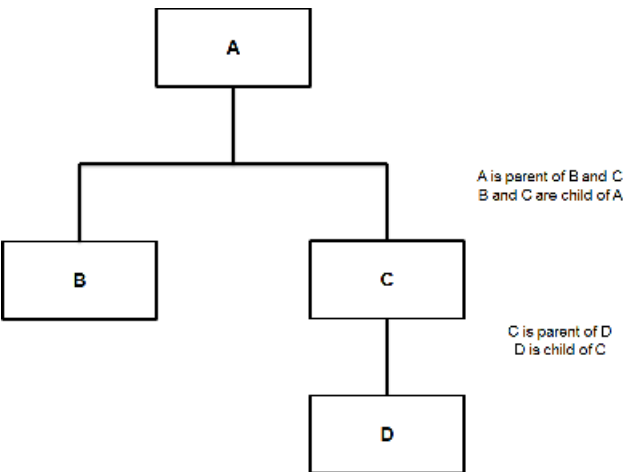 A
A is parent of B and C
B and C are child of A
B
C
C is parent of D
D is child of C
D